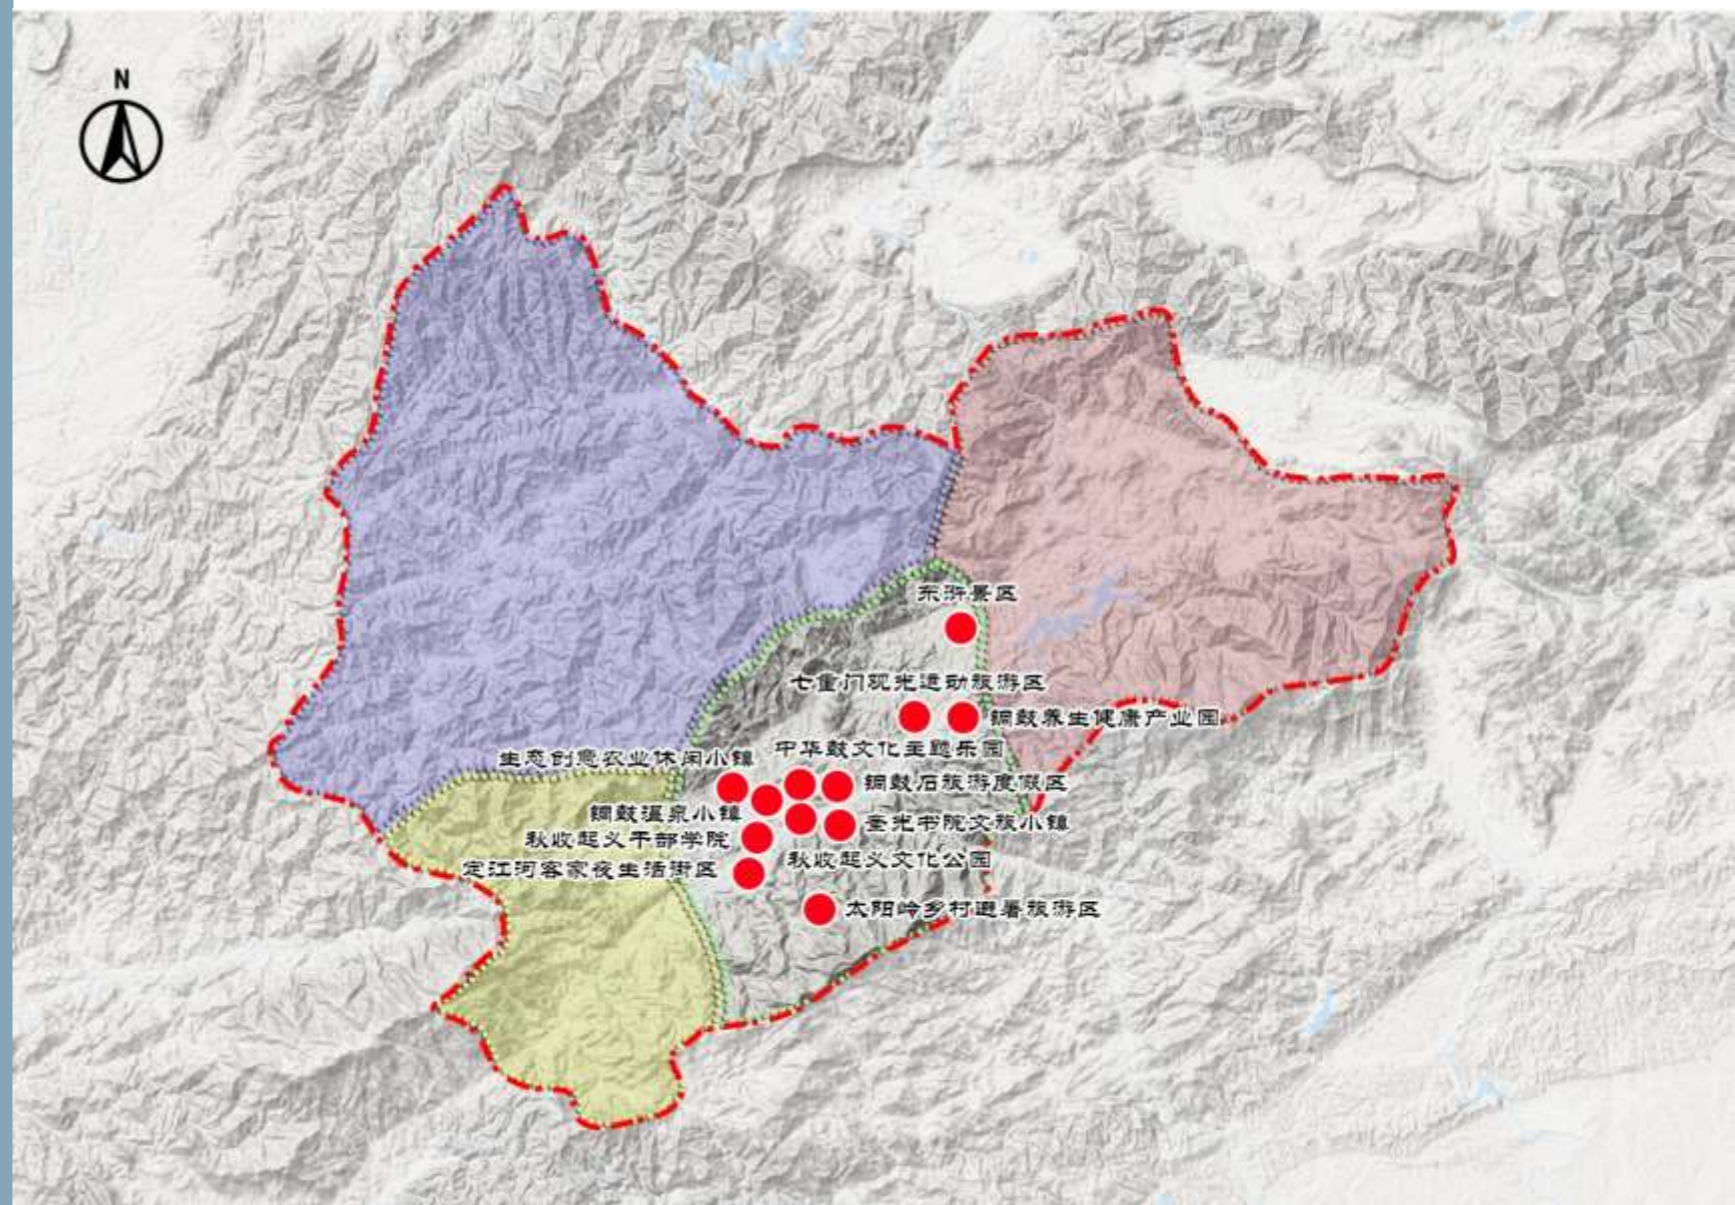 N
东浒景区
七重门观光运动旅游区
铜鼓养生健康产业园
中华鼓文化主题乐园
生态创意农业休闲小镇
铜鼓石旅游度假区
铜鼓温泉小镇
奎光书院文旅小镇
秋收起义干部学院
秋收起义文化公园
定江河客家夜生活街区
太阳岭乡村避暑旅游区